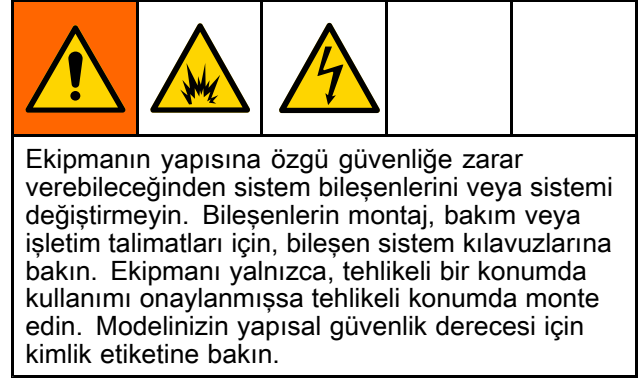 Ekipmanın yapısına özgü güvenliğe zarar
verebileceğinden sistem bileşenlerini veya sistemi
değiştirmeyin. Bileşenlerin montaj, bakım veya
işletim talimatları için, bileşen sistem kılavuzlarına
bakın. Ekipmanı yalnızca, tehlikeli bir konumda
kullanımı onaylanmışsa tehlikeli konumda monte
edin. Modelinizin yapısal güvenlik derecesi için
kimlik etiketine bakın.